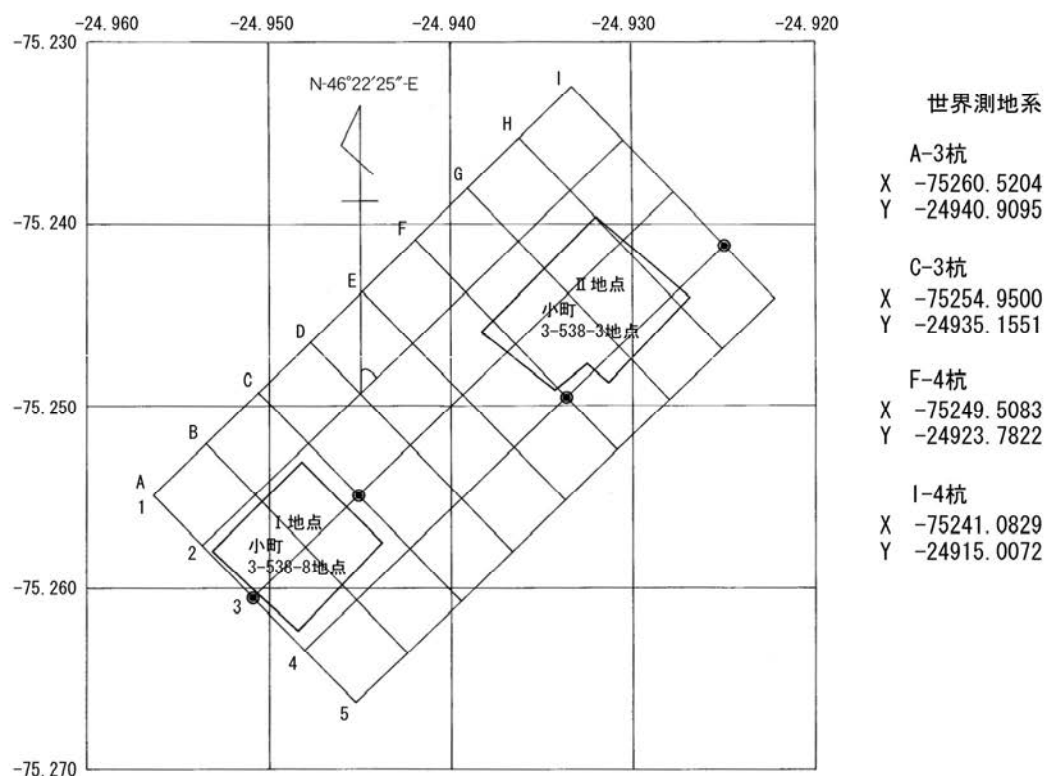 -24.960 -24.950 -24.940 -24.930 -24.920
-75.230
N-46°22′25″-E
I
H
G
-75.240
F
E
D
C
-75.250
B
A
1
2
3
4
5
-75.260
-75.270
Ⅱ地点
小町
3-538-3地点
Ⅰ地点
小町
3-538-8地点
世界測地系
A-3杭
X -75260.5204
Y -24940.9095
C-3杭
X -75254.9500
Y -24935.1551
F-4杭
X -75249.5083
Y -24923.7822
I-4杭
X -75241.0829
Y -24915.0072